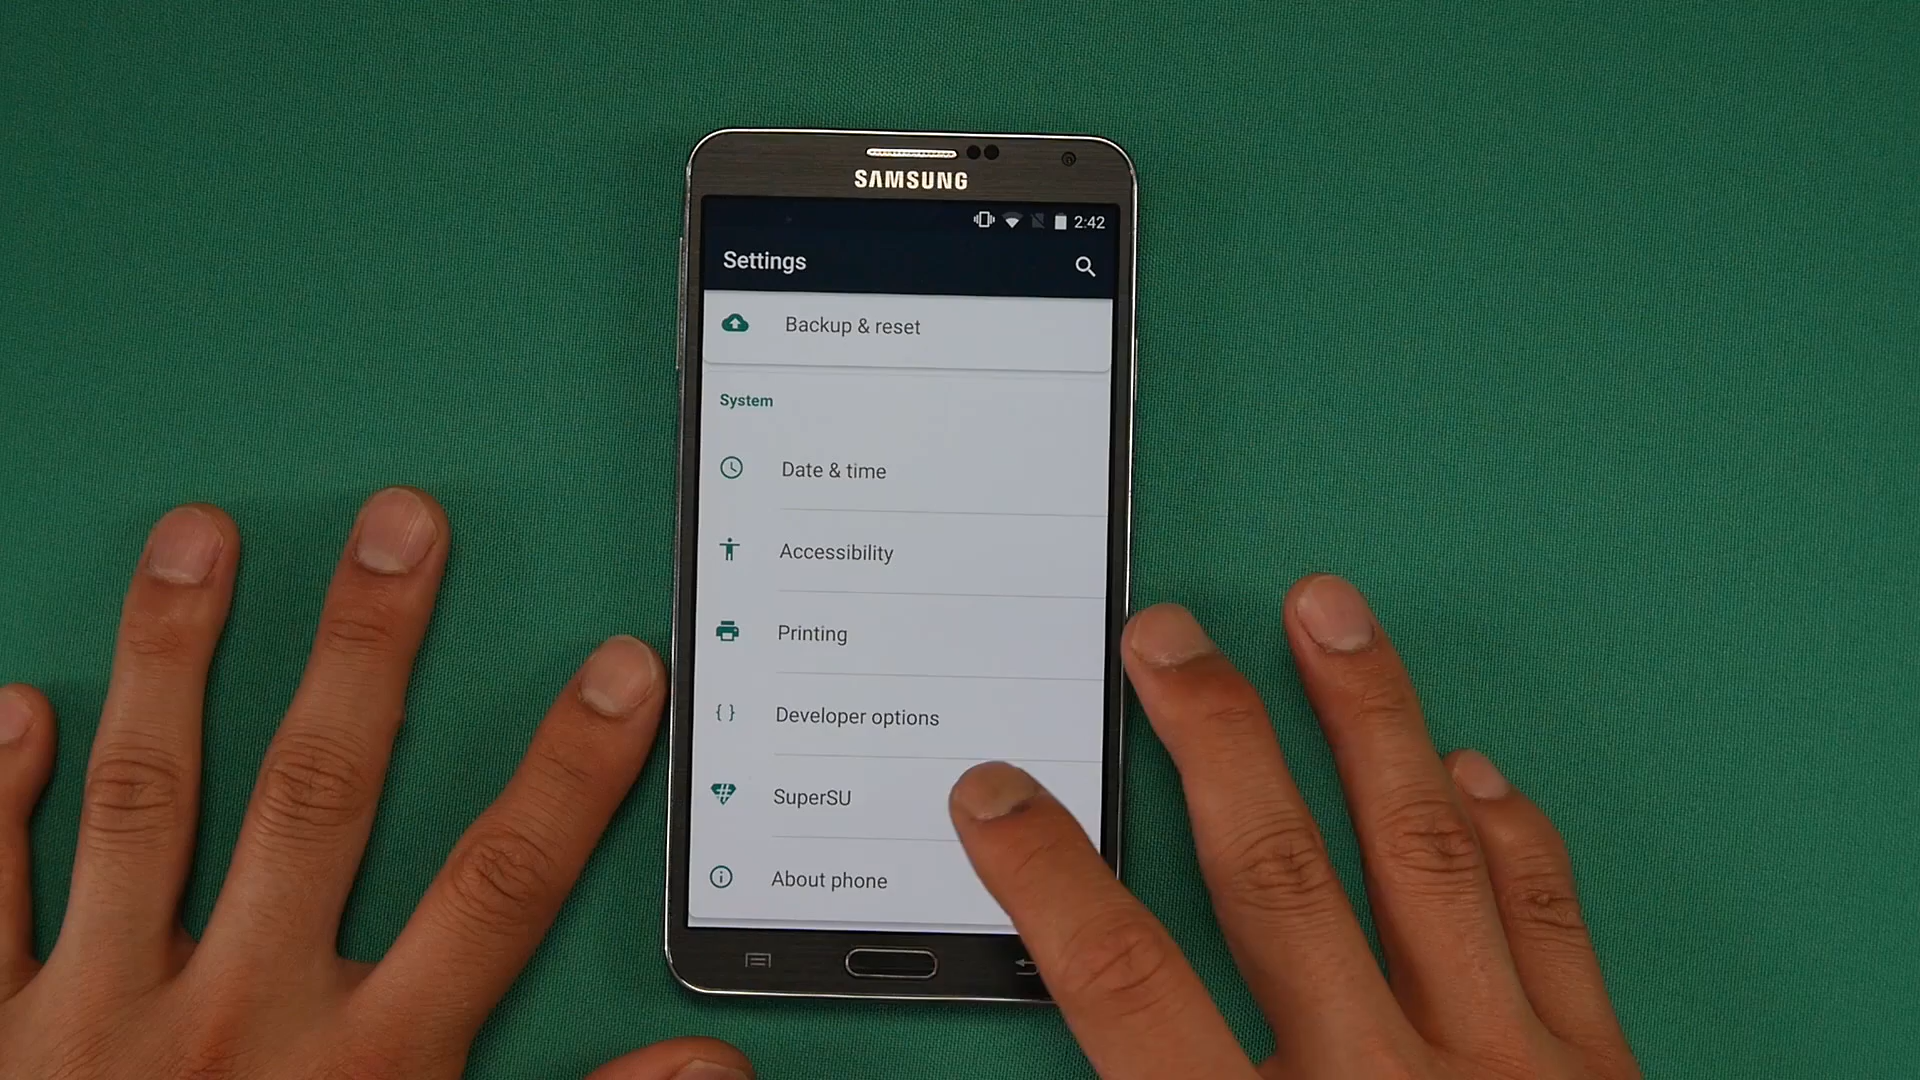 SAMSUNG
2:42
Settings
Backup & reset
System
Date & time
Accessibility
Printing
Developer options
SuperSU
About phone